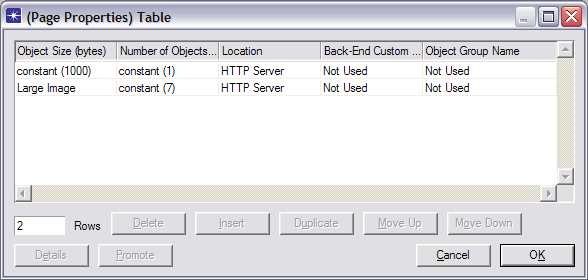 (Page Properties) Table
Object Size (bytes) Number of Objects... Location Back-End Custom ... Object Group Name
constant (1000) constant (1) HTTP Server Not Used Not Used
Large Image constant (7) HTTP Server Not Used Not Used
2 Rows Delete Insert Duplicate Move Up Move Down
Details Promote Cancel OK